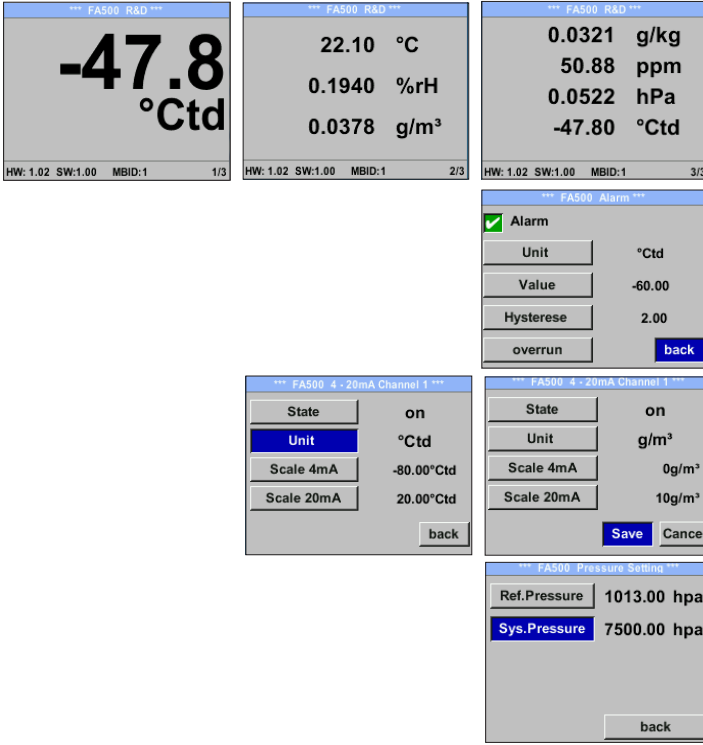 *** FA500 R&D ***
-47.8
°Ctd
HW: 1.02 SW:1.00 MBID:1 1/3
*** FA500 R&D ***
22.10 °C
0.1940 %rH
0.0378 g/m³
HW: 1.02 SW:1.00 MBID:1 2/3
*** FA500 R&D ***
0.0321 g/kg
50.88 ppm
0.0522 hPa
-47.80 °Ctd
HW: 1.02 SW:1.00 MBID:1 3/3
*** FA500 Alarm ***
Alarm
Unit °Ctd
Value -60.00
Hysterese 2.00
overrun back
*** FA500 4 - 20mA Channel 1 ***
State on
Unit °Ctd
Scale 4mA -80.00°Ctd
Scale 20mA 20.00°Ctd
back
*** FA500 4 - 20mA Channel 1 ***
State on
Unit g/m³
Scale 4mA 0g/m³
Scale 20mA 10g/m³
Save Cance
*** FA500 Pressure Setting ***
Ref.Pressure 1013.00 hpa
Sys.Pressure 7500.00 hpa
back